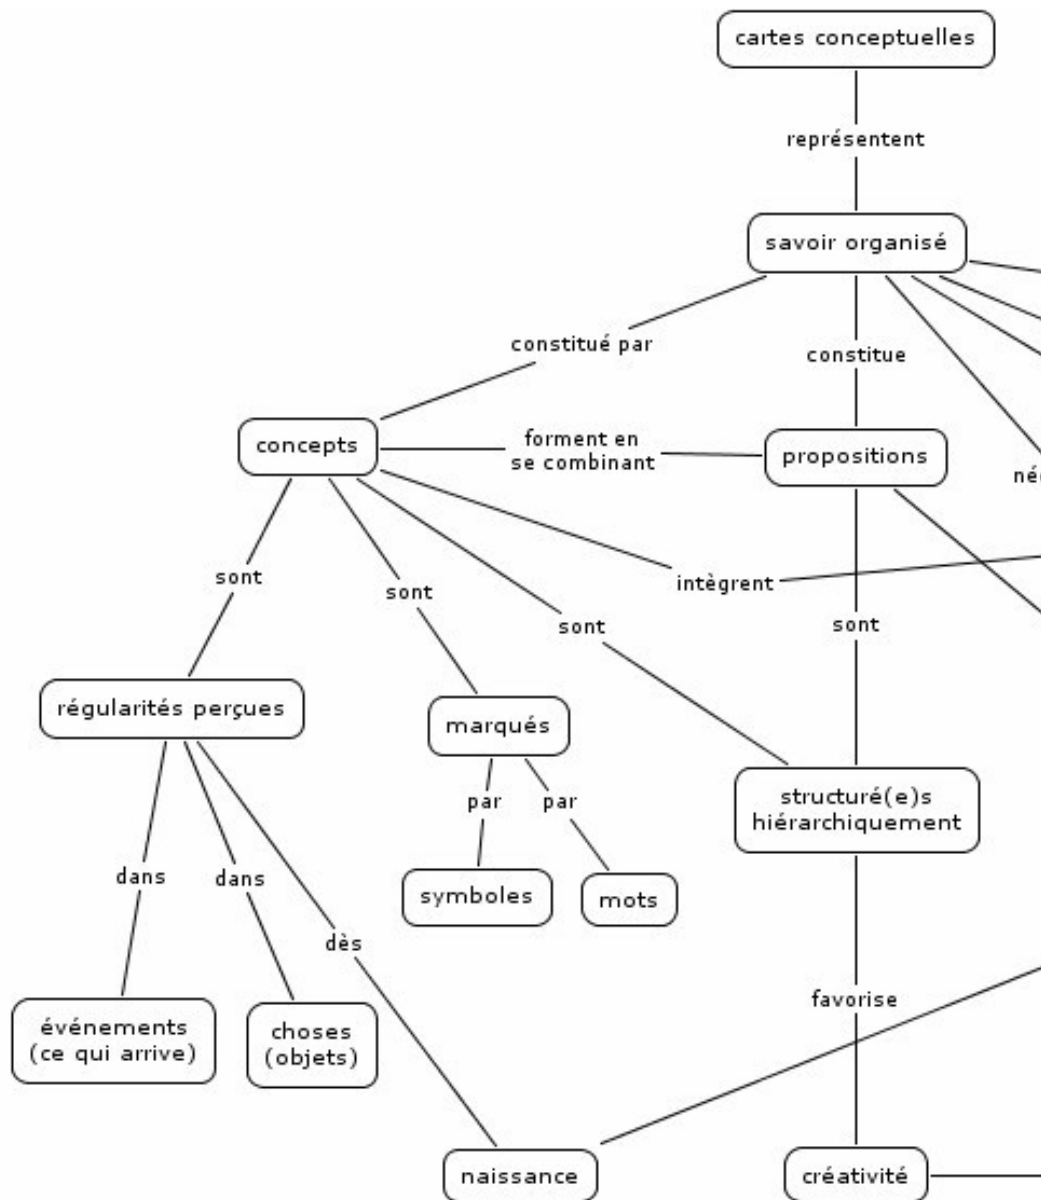 cartes conceptuelles
représentent
savoir organisé
constitué par
constitue
concepts
forment en
se combinant
propositions
sont
sont
intègrent
sont
sont
régularités perçues
marqués
structuré(e)s
hiérarchiquement
par
par
dans
dans
symboles
mots
dès
favorise
événements
(ce qui arrive)
choses
(objets)
naissance
créativité